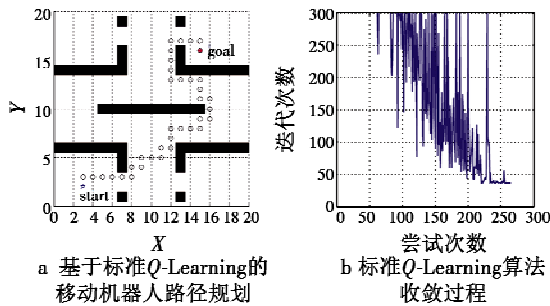 20
15
10
5
0
Y
goal
start
0 2 4 6 8 10 12 14 16 18 20
X
a 基于标准Q-Learning的
移动机器人路径规划
300
250
200
150
100
50
0
迭代次数
0 50 100 150 200 250 300
尝试次数
b 标准Q-Learning算法
收敛过程